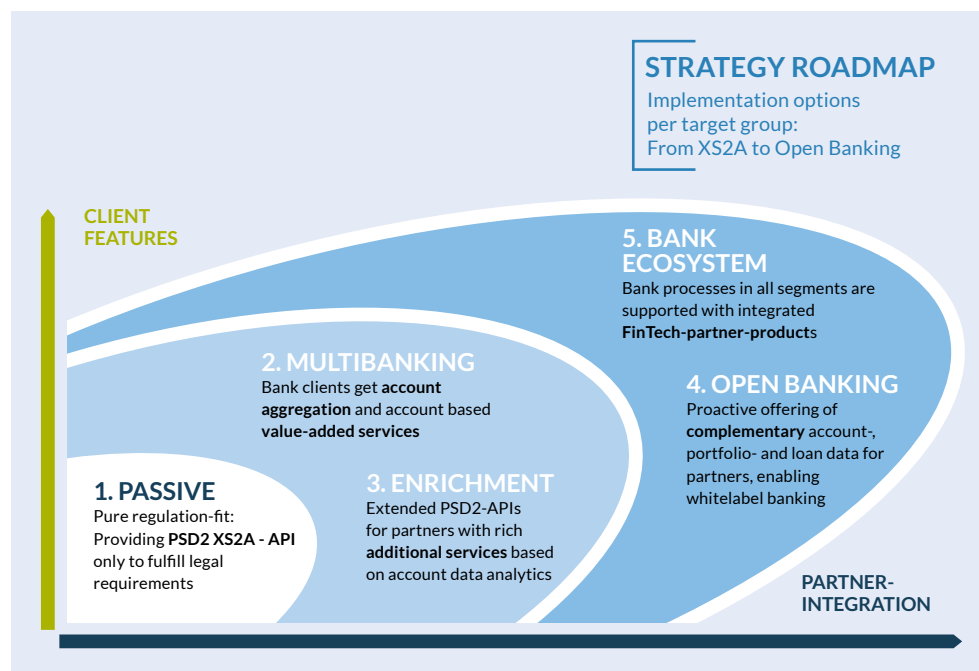 STRATEGY ROADMAP
Implementation options
per target group:
From XS2A to Open Banking
CLIENT
FEATURES
5. BANK
ECOSYSTEM
Bank processes in all segments are
supported with integrated
FinTech-partner-products
2. MULTIBANKING
Bank clients get account
aggregation and account based
value-added services
4. OPEN BANKING
Proactive offering of
complementary account-,
portfolio- and loan data for
partners, enabling
whitelabel banking
1. PASSIVE
Pure regulation-fit:
Providing PSD2 XS2A - API
only to fulfill legal
requirements
3. ENRICHMENT
Extended PSD2-APIs
for partners with rich
additional services based
on account data analytics
PARTNER-
INTEGRATION